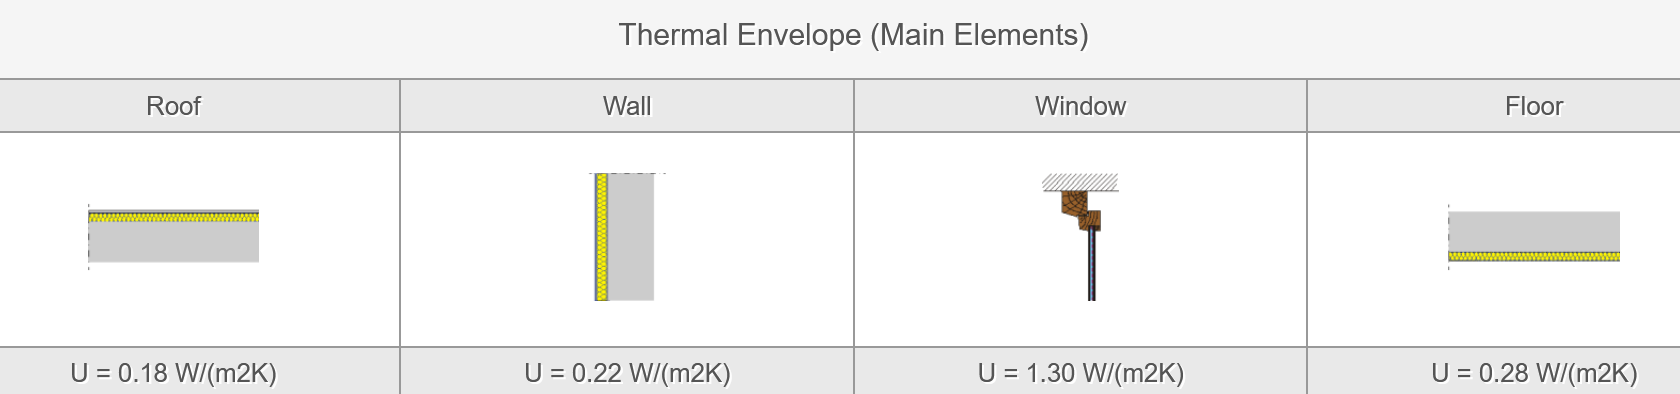 Thermal Envelope (Main Elements)
Roof
Wall
Window
Floor
U = 0.18 W/(m2K)
U = 0.22 W/(m2K)
U = 1.30 W/(m2K)
U = 0.28 W/(m2K)